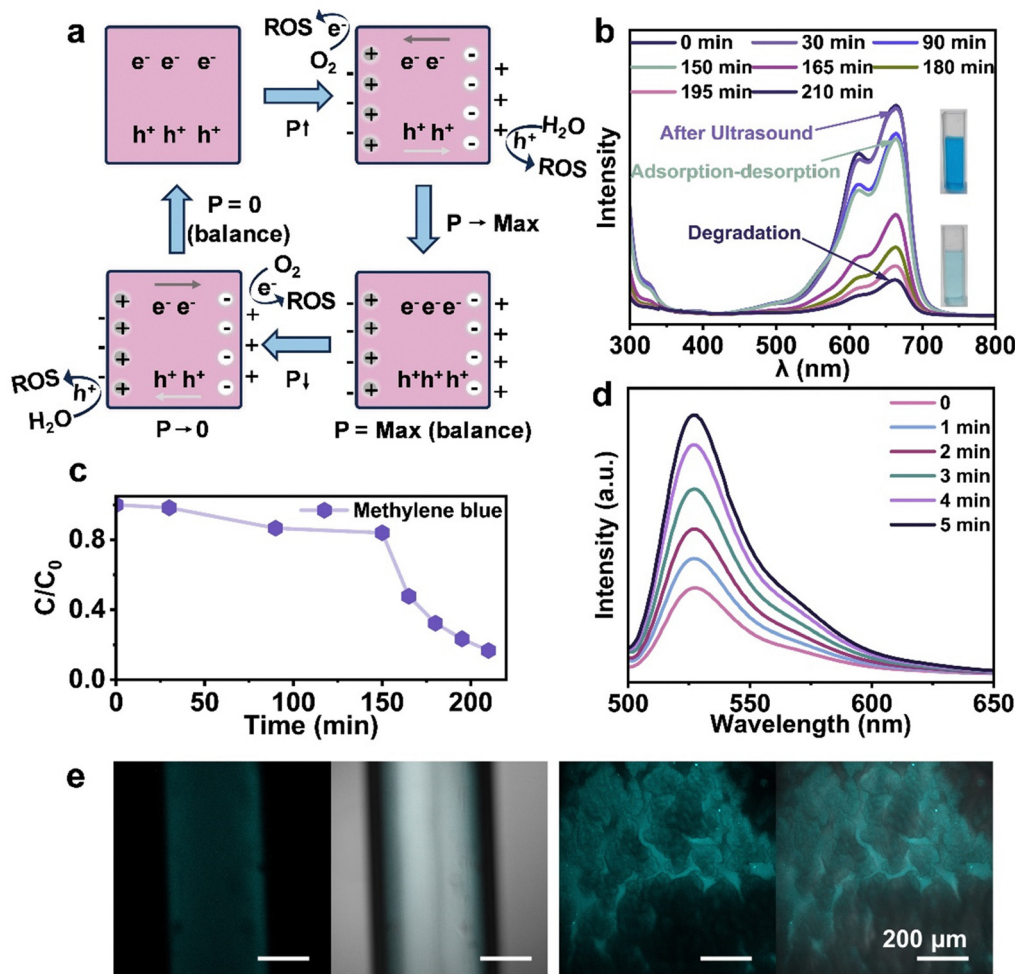 a
e⁻ e⁻ e⁻
h⁺ h⁺ h⁺
P↑
ROS e⁻
O₂
+ -
e⁻ e⁻
+ -
+ -
h⁺ h⁺
+ -
- +
- +
- +
- +
H₂O
h⁺
ROS
P → Max
P = 0
(balance)
O₂
e⁻
ROS
+ -
e⁻ e⁻
+ -
+ -
h⁺ h⁺
+ -
- +
- +
- +
-
ROS
h⁺
H₂O
P → 0
P↓
+ -
e⁻ e⁻ e⁻
+ -
+ -
h⁺ h⁺ h⁺
+ -
- +
- +
- +
- +
P = Max (balance)
b
0 min 30 min 90 min
150 min 165 min 180 min
195 min 210 min
After Ultrasound
Adsorption-desorption
Degradation
Intensity
300 400 500 600 700 800
λ (nm)
c
Methylene blue
C/C₀
0.8
0.4
0.0
0 50 100 150 200
Time (min)
d
0
1 min
2 min
3 min
4 min
5 min
Intensity (a.u.)
500 550 600 650
Wavelength (nm)
e
200 μm